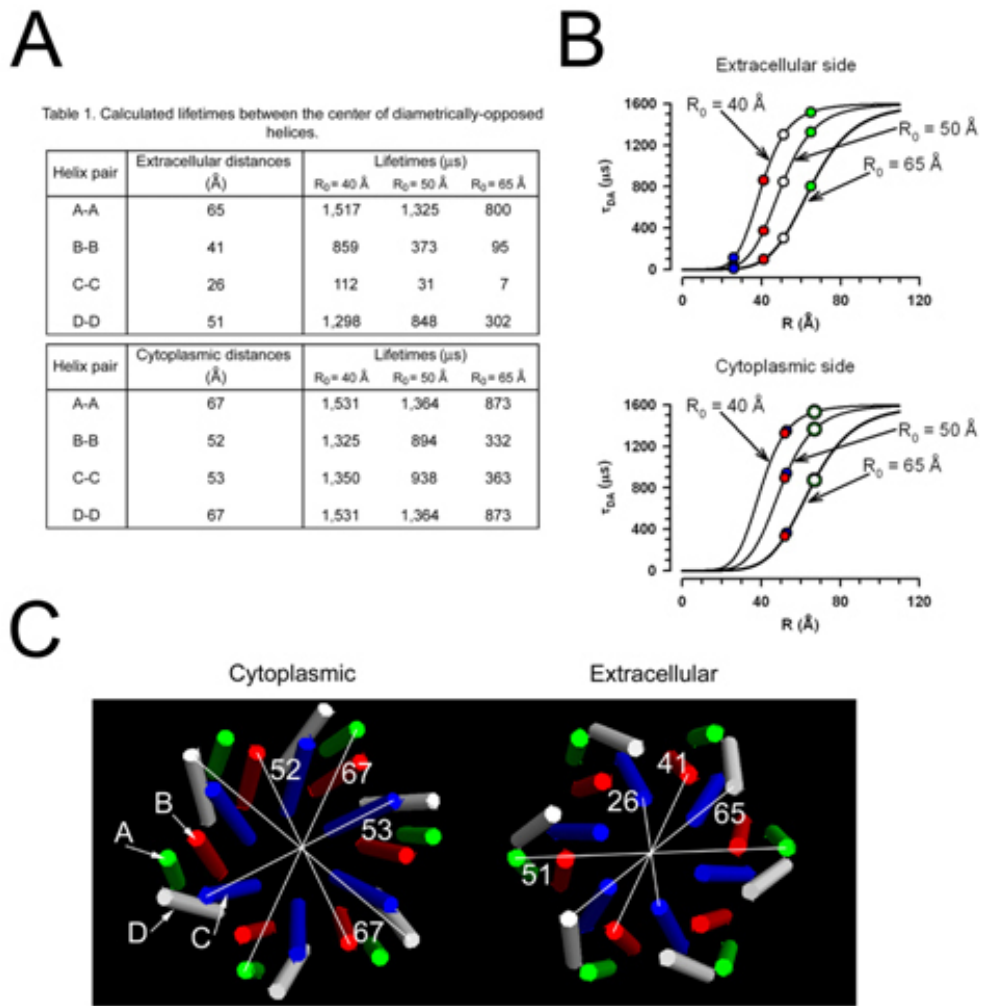 A
Table 1. Calculated lifetimes between the center of diametrically-opposed
helices.
Helix pair Extracellular distances (Å) Lifetimes (µs)
R₀ = 40 Å R₀ = 50 Å R₀ = 65 Å
A-A 65 1,517 1,325 800
B-B 41 859 373 95
C-C 26 112 31 7
D-D 51 1,298 848 302
Helix pair Cytoplasmic distances (Å) Lifetimes (µs)
R₀ = 40 Å R₀ = 50 Å R₀ = 65 Å
A-A 67 1,531 1,364 873
B-B 52 1,325 894 332
C-C 53 1,350 938 363
D-D 67 1,531 1,364 873
B
Extracellular side
R₀ = 40 Å
R₀ = 50 Å
R₀ = 65 Å
1600
1200
800
400
0
τDA (µs)
0 40 80 120
R (Å)
Cytoplasmic side
R₀ = 40 Å
R₀ = 50 Å
R₀ = 65 Å
1600
1200
800
400
0
τDA (µs)
0 40 80 120
R (Å)
C
Cytoplasmic
52
67
53
67
A
B
C
D
Extracellular
41
26
65
51